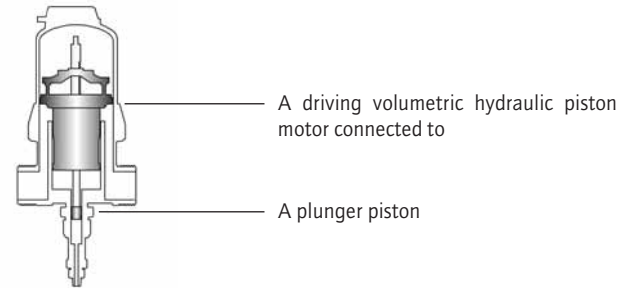 A driving volumetric hydraulic piston
motor connected to
A plunger piston